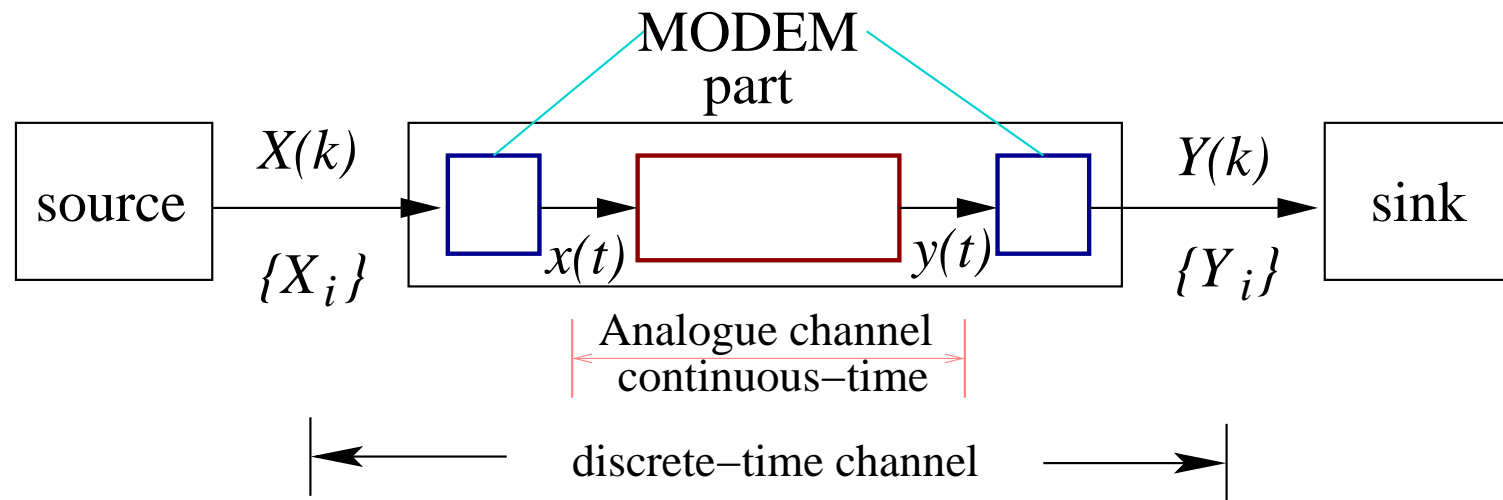 MODEM
part
source
X(k)
{X i}
x(t)
y(t)
Y(k)
{Y i}
sink
Analogue channel
continuous−time
discrete−time channel